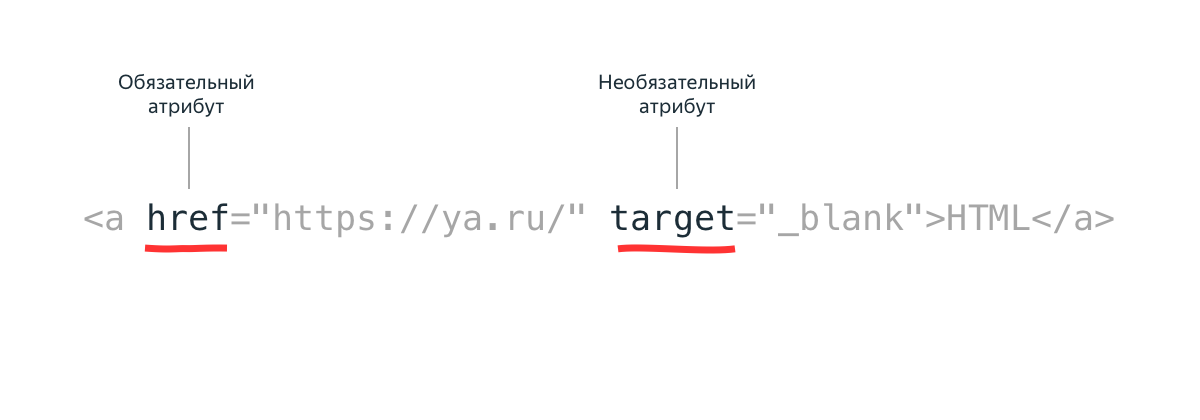 Обязательный
атрибут
Необязательный
атрибут
<a href="https://ya.ru/" target="_blank">HTML</a>